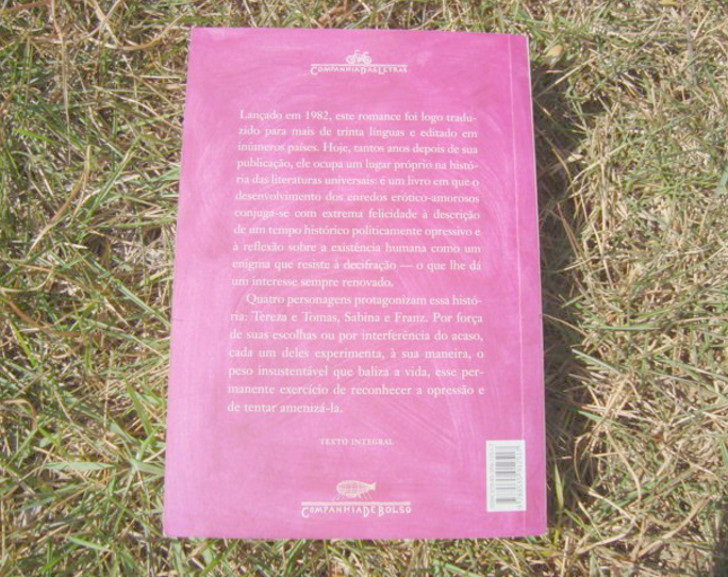 COMPANHIA DAS LETRAS
Lançado em 1982, este romance foi logo tradu-
zido para mais de trinta línguas e editado em
inúmeros países. Hoje, tantos anos depois de sua
publicação, ele ocupa um lugar próprio na histó-
ria das literaturas universais: é um livro em que o
desenvolvimento dos enredos erótico-amorosos
conjuga-se com extrema felicidade à descrição
de um tempo histórico politicamente opressivo e
à reflexão sobre a existência humana como um
enigma que resiste à decifração — o que lhe dá
um interesse sempre renovado.
Quatro personagens protagonizam essa histó-
ria: Tereza e Tomas, Sabina e Franz. Por força
de suas escolhas ou por interferência do acaso,
cada um deles experimenta, à sua maneira, o
peso insustentável que baliza a vida, esse per-
manente exercício de reconhecer a opressão e
de tentar amenizá-la.
TEXTO INTEGRAL
COMPANHIA DE BOLSO